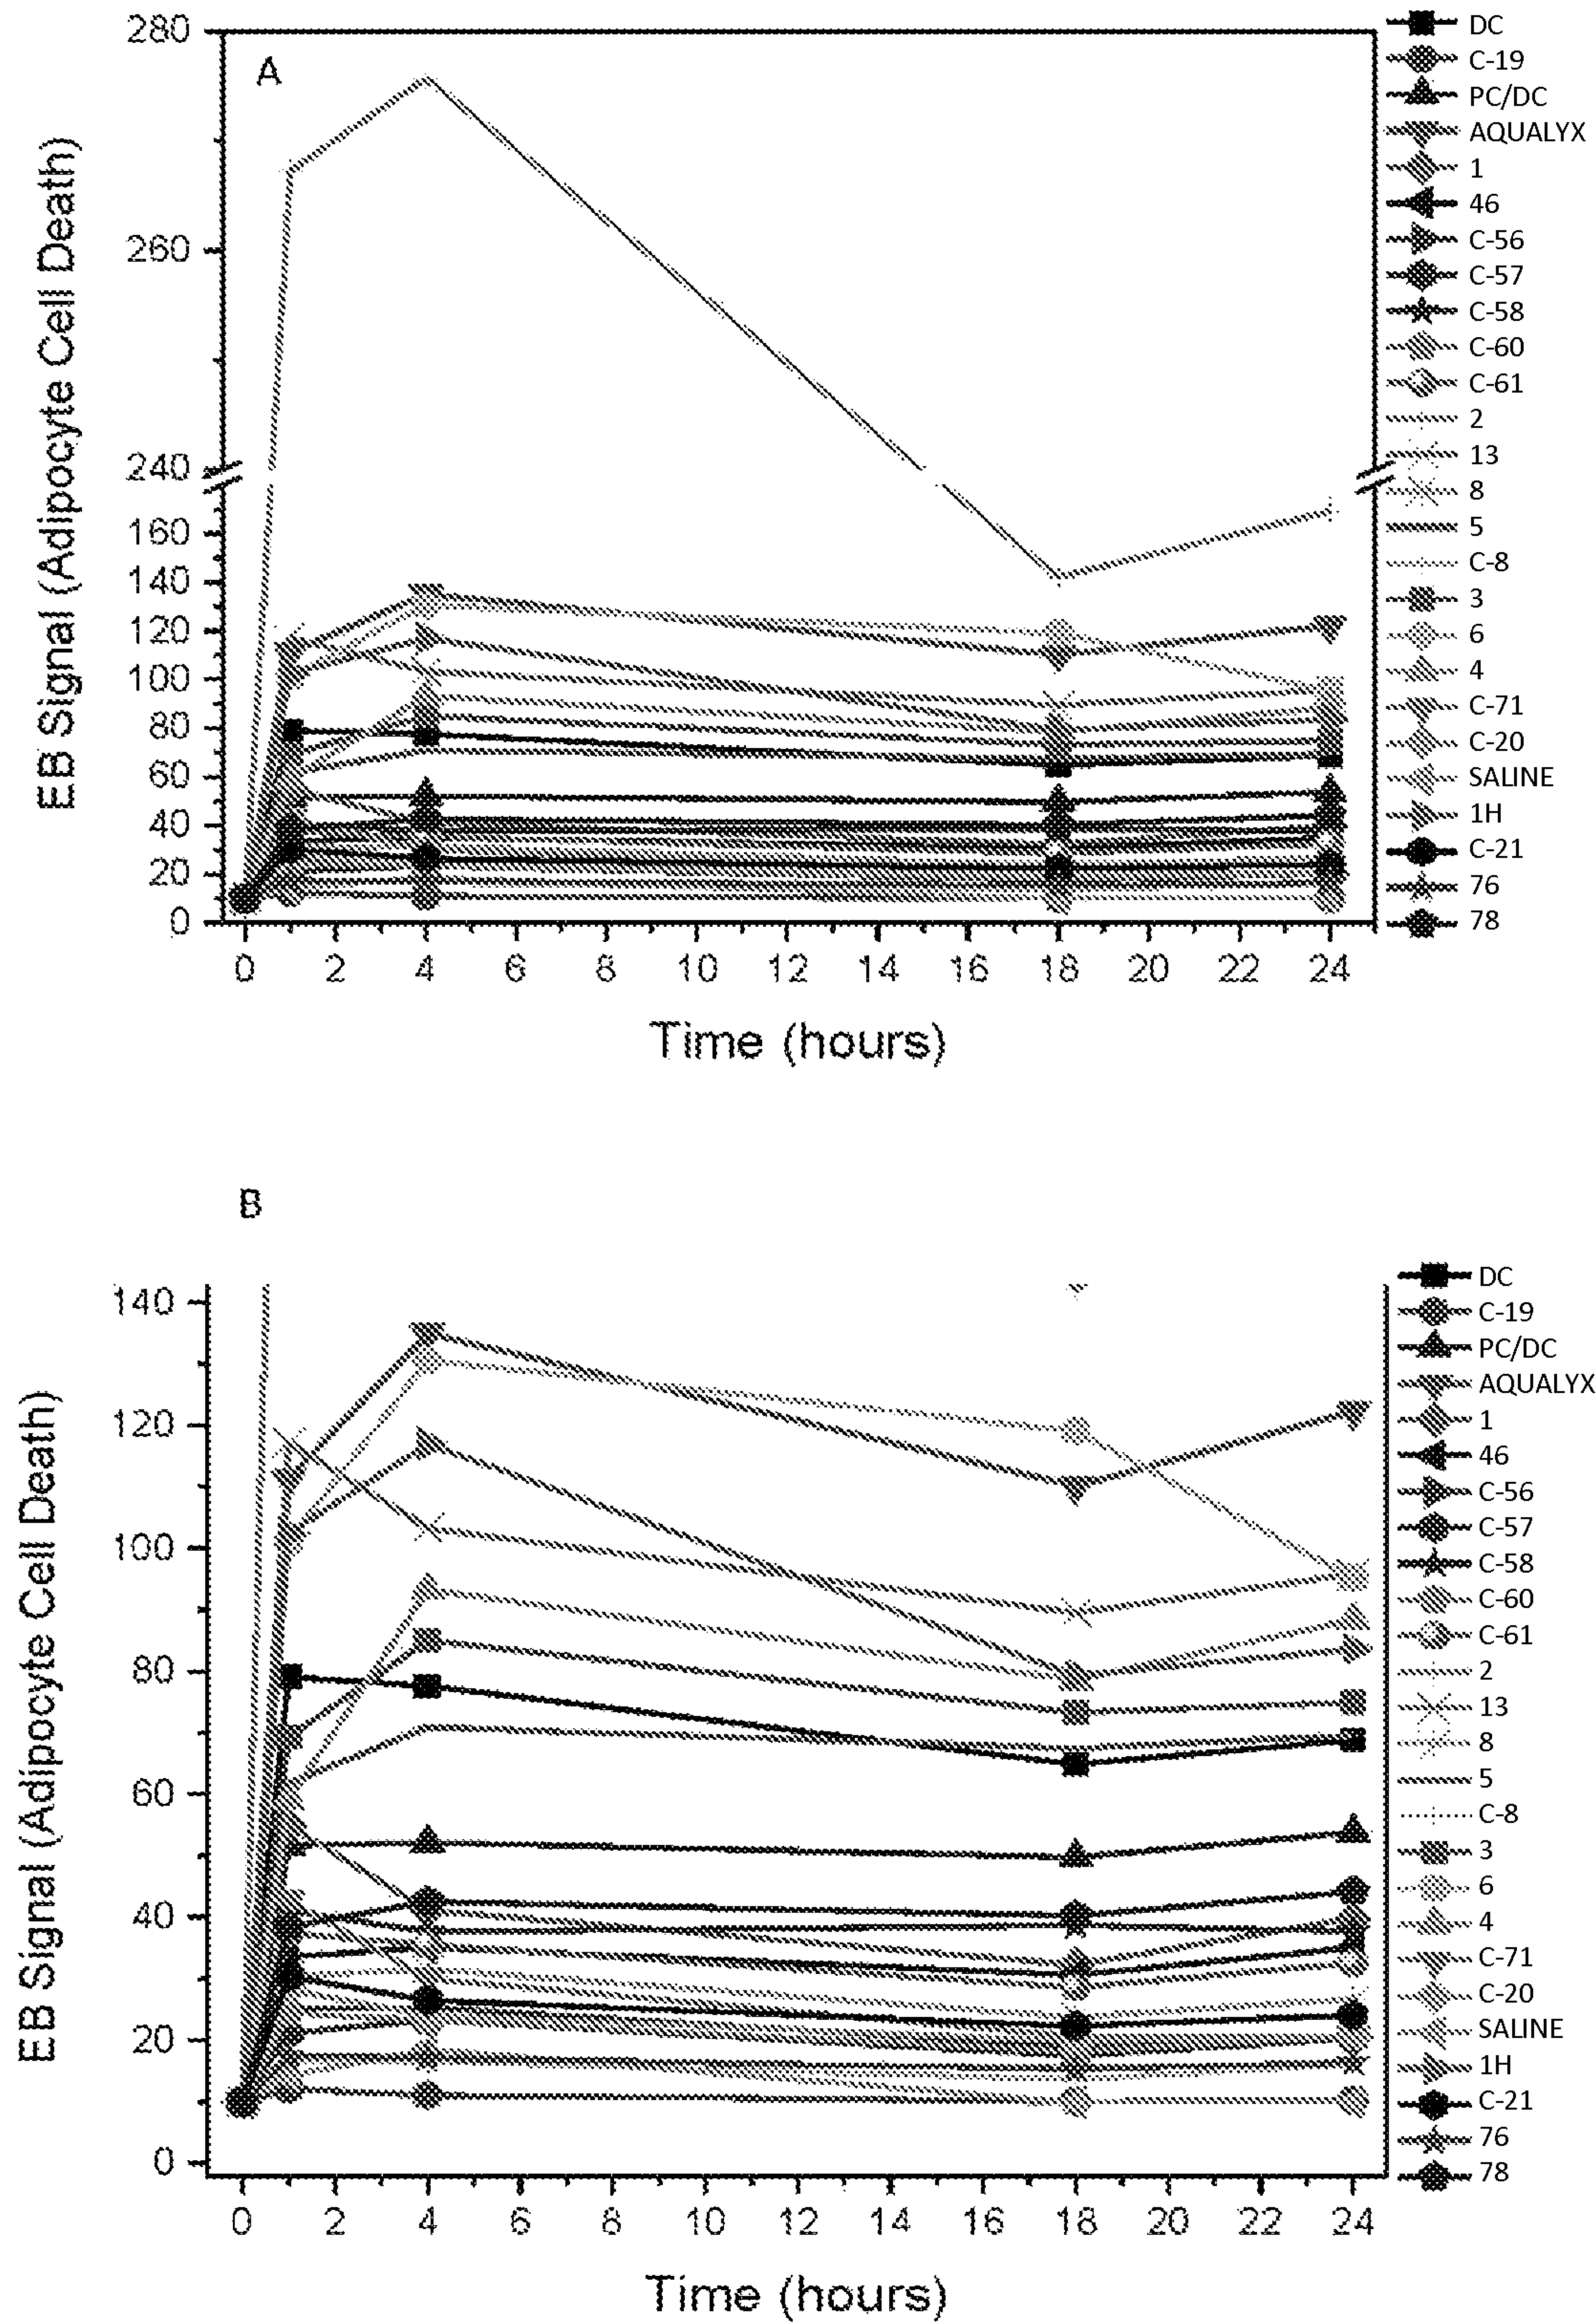 A
EB Signal (Adipocyte Cell Death)
280
260
240
160
140
120
100
80
60
40
20
0
0 2 4 6 8 10 12 14 16 18 20 22 24
Time (hours)
DC
C-19
PC/DC
AQUALYX
1
46
C-56
C-57
C-58
C-60
C-61
2
13
8
5
C-8
3
6
4
C-71
C-20
SALINE
1H
C-21
76
78
B
EB Signal (Adipocyte Cell Death)
140
120
100
80
60
40
20
0
0 2 4 6 8 10 12 14 16 18 20 22 24
Time (hours)
DC
C-19
PC/DC
AQUALYX
1
46
C-56
C-57
C-58
C-60
C-61
2
13
8
5
C-8
3
6
4
C-71
C-20
SALINE
1H
C-21
76
78